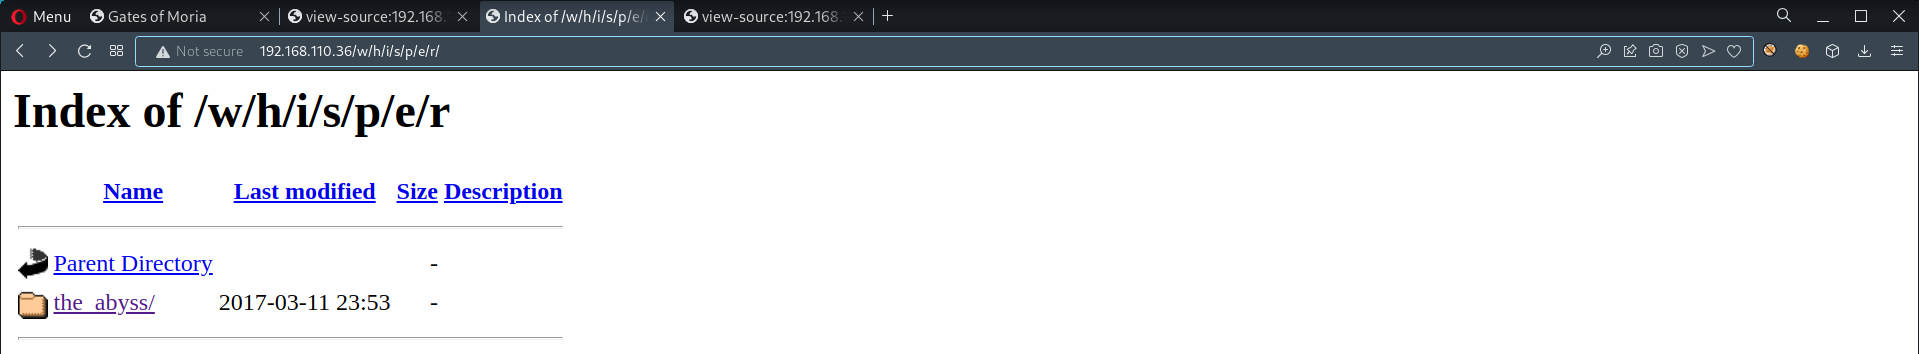 Menu Gates of Moria view-source:192.168. Index of /w/h/i/s/p/e/ view-source:192.168.
Not secure 192.168.110.36/w/h/i/s/p/e/r/
Index of /w/h/i/s/p/e/r
Name Last modified Size Description
Parent Directory -
the_abyss/ 2017-03-11 23:53 -